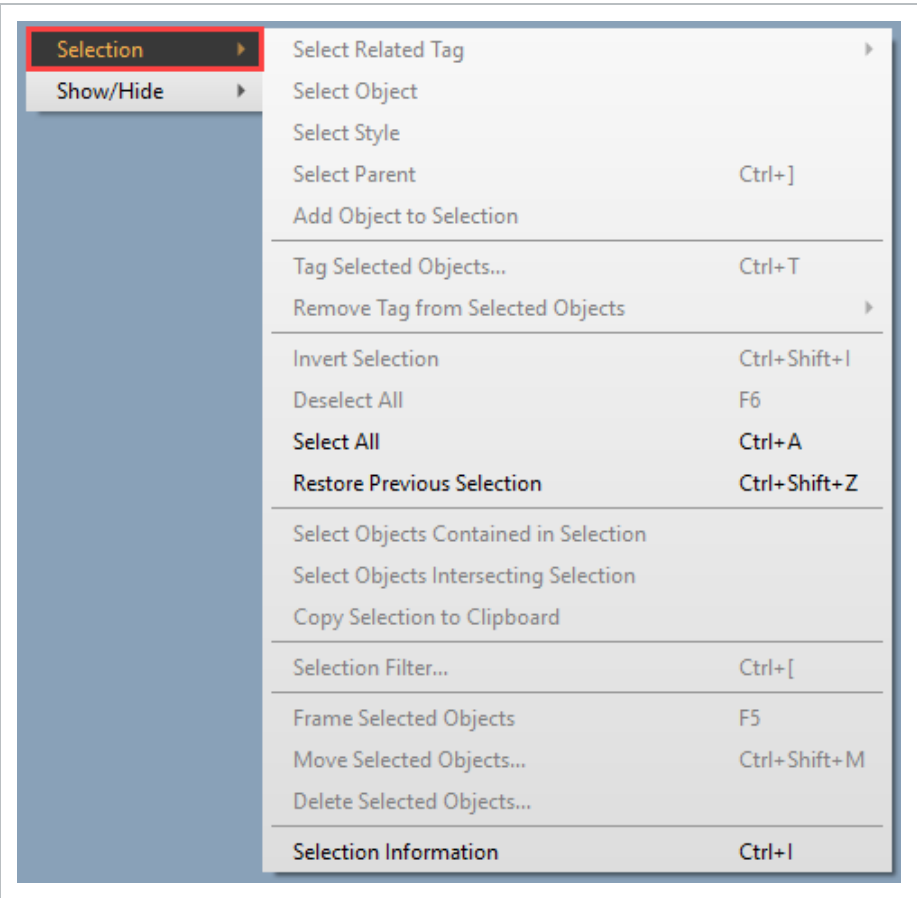 Selection
Show/Hide
Select Related Tag
Select Object
Select Style
Select Parent Ctrl+]
Add Object to Selection
Tag Selected Objects... Ctrl+T
Remove Tag from Selected Objects
Invert Selection Ctrl+Shift+I
Deselect All F6
Select All Ctrl+A
Restore Previous Selection Ctrl+Shift+Z
Select Objects Contained in Selection
Select Objects Intersecting Selection
Copy Selection to Clipboard
Selection Filter... Ctrl+[
Frame Selected Objects F5
Move Selected Objects... Ctrl+Shift+M
Delete Selected Objects...
Selection Information Ctrl+I